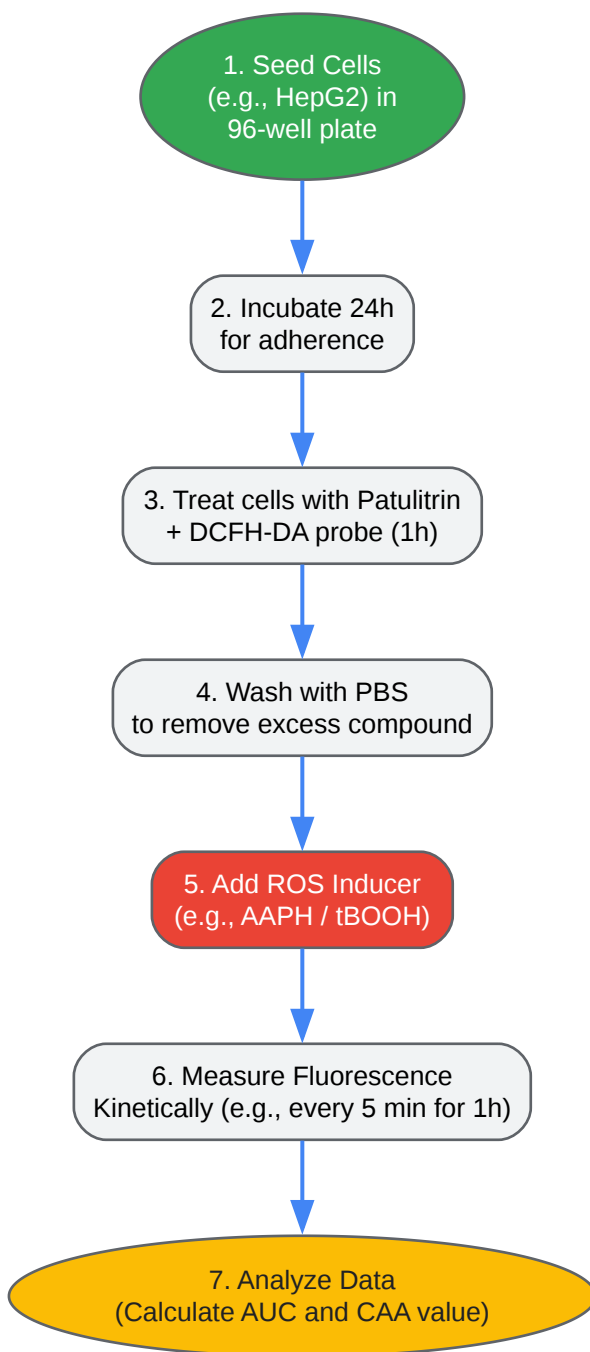 1. Seed Cells
(e.g., HepG2) in
96-well plate
2. Incubate 24h
for adherence
3. Treat cells with Patulitrin
+ DCFH-DA probe (1h)
4. Wash with PBS
to remove excess compound
5. Add ROS Inducer
(e.g., AAPH / tBOOH)
6. Measure Fluorescence
Kinetically (e.g., every 5 min for 1h)
7. Analyze Data
(Calculate AUC and CAA value)